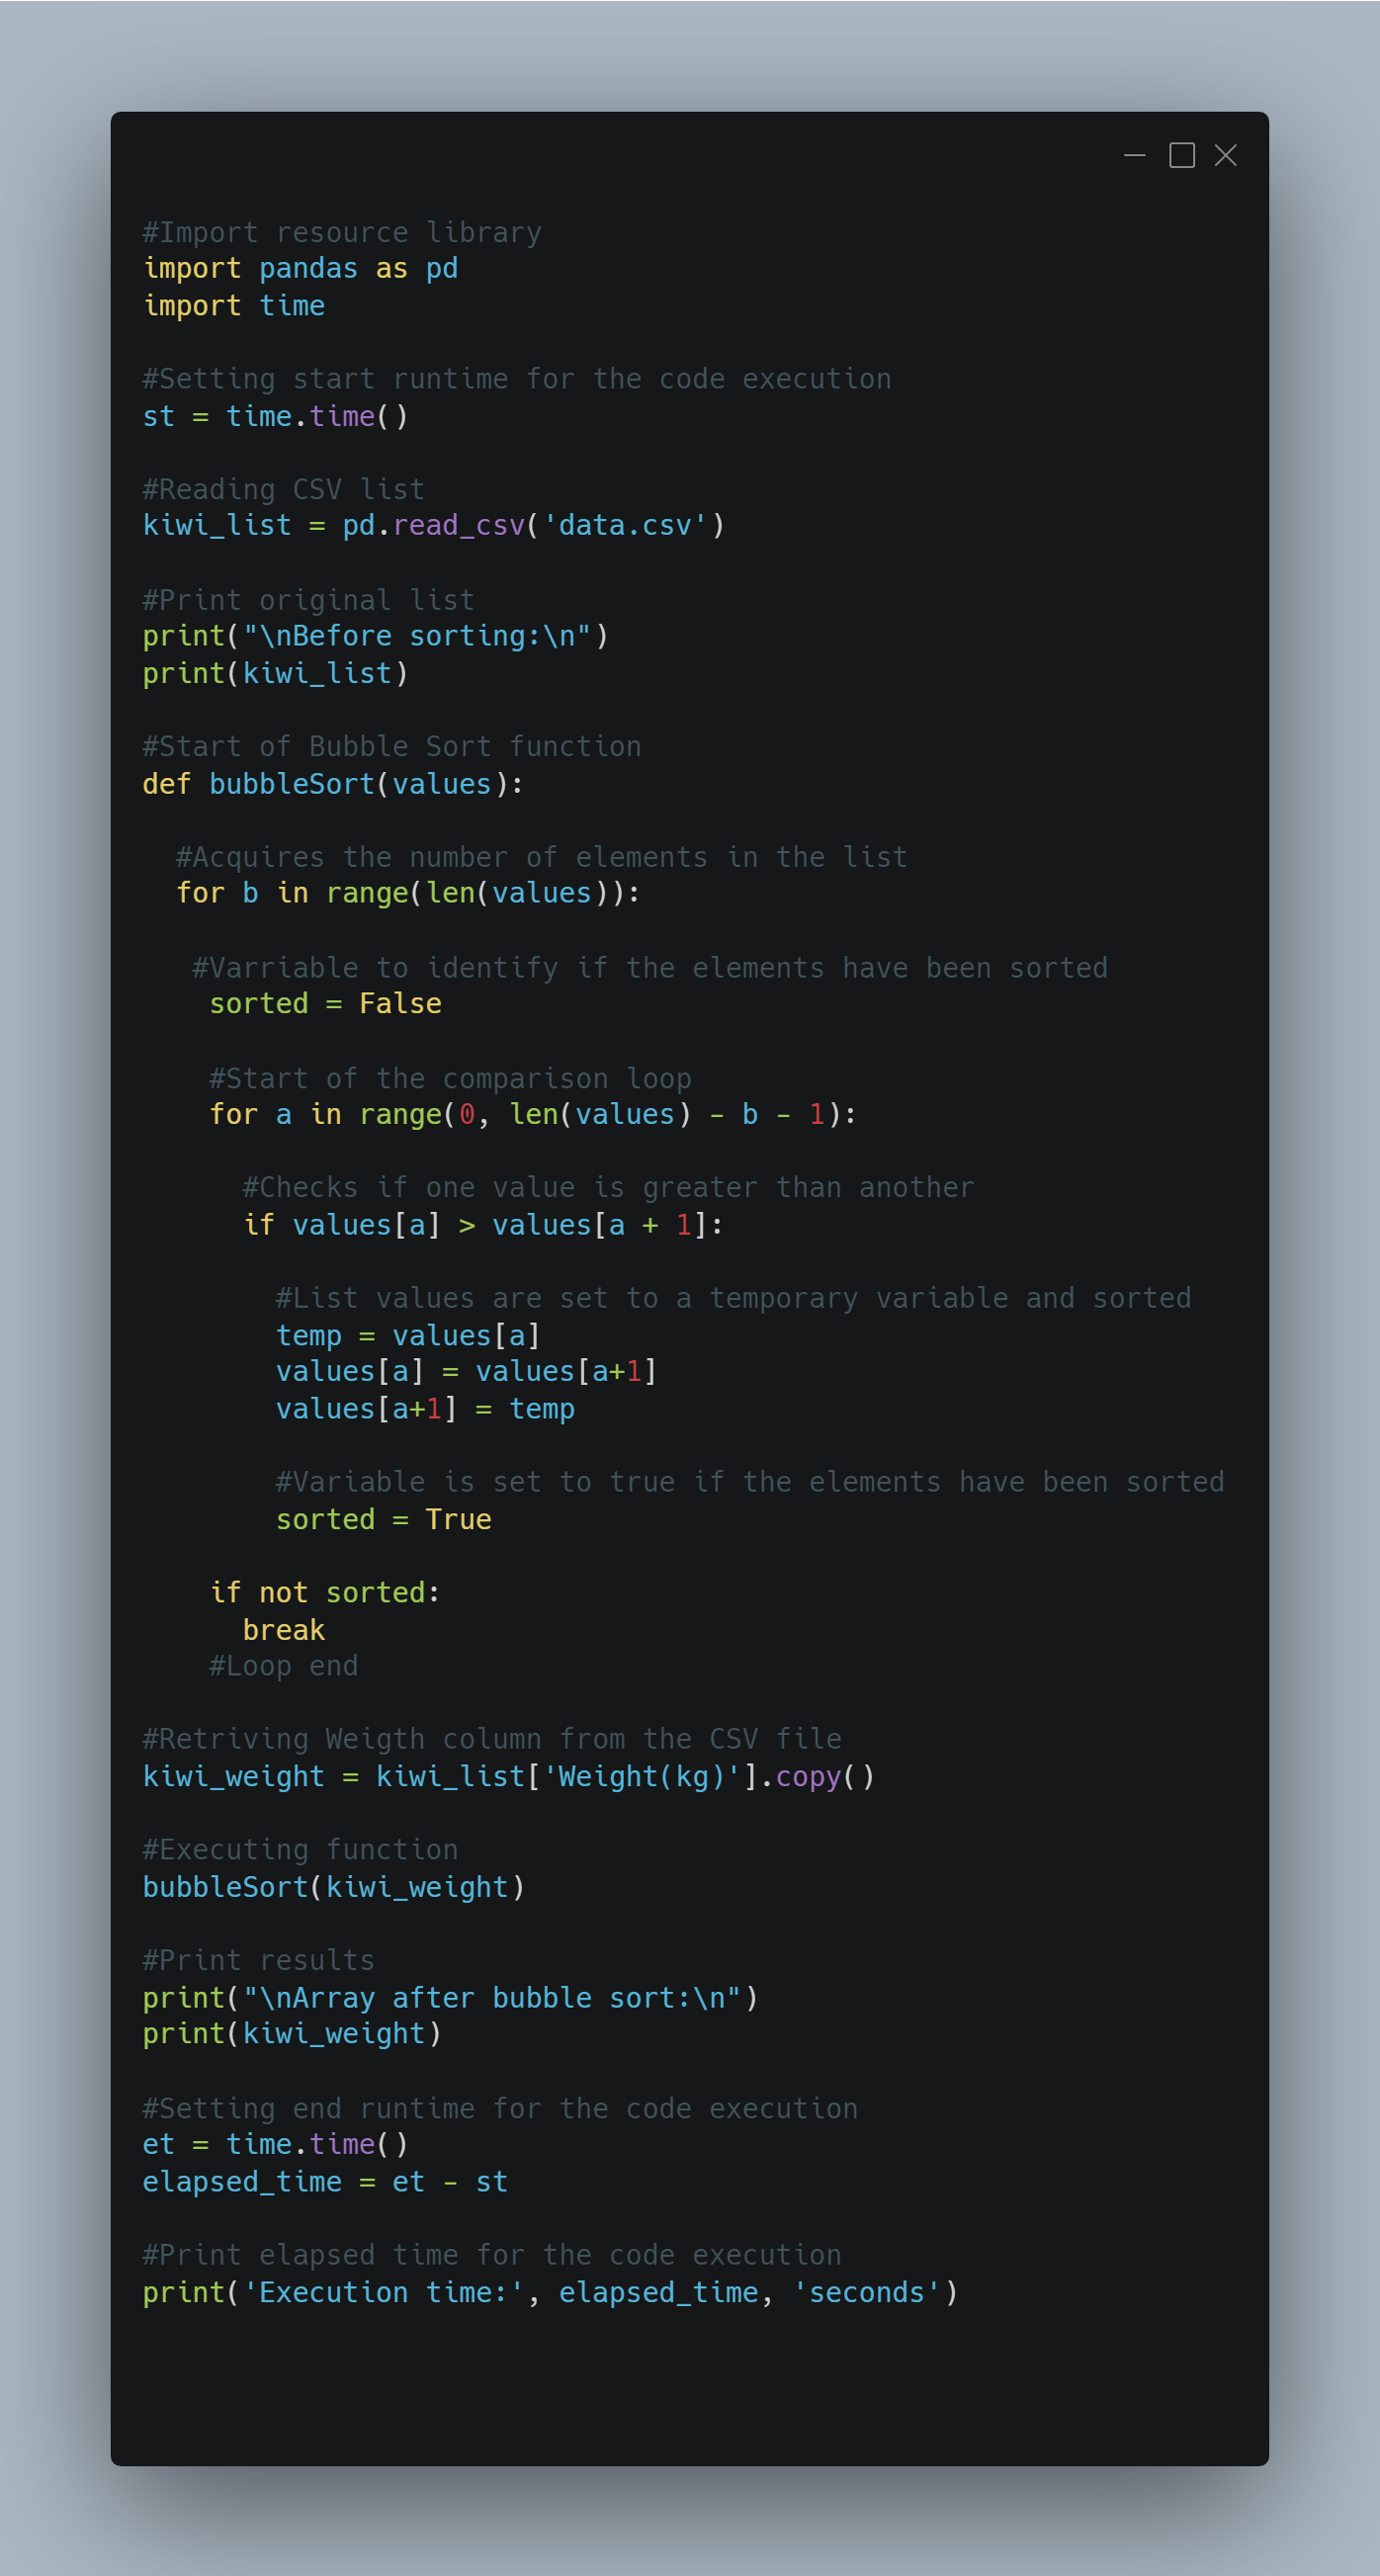 #Import resource library
import pandas as pd
import time
#Setting start runtime for the code execution
st = time.time()
#Reading CSV list
kiwi_list = pd.read_csv('data.csv')
#Print original list
print("\nBefore sorting:\n")
print(kiwi_list)
#Start of Bubble Sort function
def bubbleSort(values):
  #Acquires the number of elements in the list
  for b in range(len(values)):
   #Varriable to identify if the elements have been sorted
    sorted = False
    #Start of the comparison loop
    for a in range(0, len(values) - b - 1):
      #Checks if one value is greater than another
      if values[a] > values[a + 1]:
        #List values are set to a temporary variable and sorted
        temp = values[a]
        values[a] = values[a+1]
        values[a+1] = temp
        #Variable is set to true if the elements have been sorted
        sorted = True
    if not sorted:
      break
    #Loop end
#Retriving Weigth column from the CSV file
kiwi_weight = kiwi_list['Weight(kg)'].copy()
#Executing function
bubbleSort(kiwi_weight)
#Print results
print("\nArray after bubble sort:\n")
print(kiwi_weight)
#Setting end runtime for the code execution
et = time.time()
elapsed_time = et - st
#Print elapsed time for the code execution
print('Execution time:', elapsed_time, 'seconds')